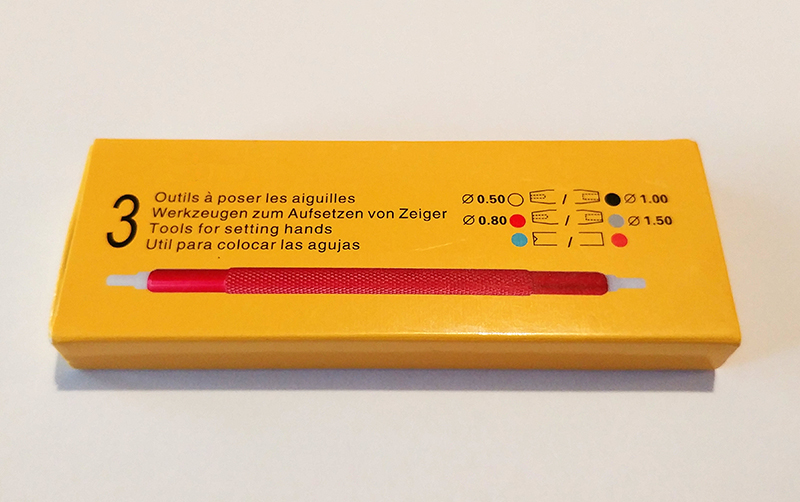 3
Outils à poser les aiguilles
Werkzeugen zum Aufsetzen von Zeiger
Tools for setting hands
Util para colocar las agujas
Ø 0.50 / Ø 1.00
Ø 0.80 / Ø 1.50
/